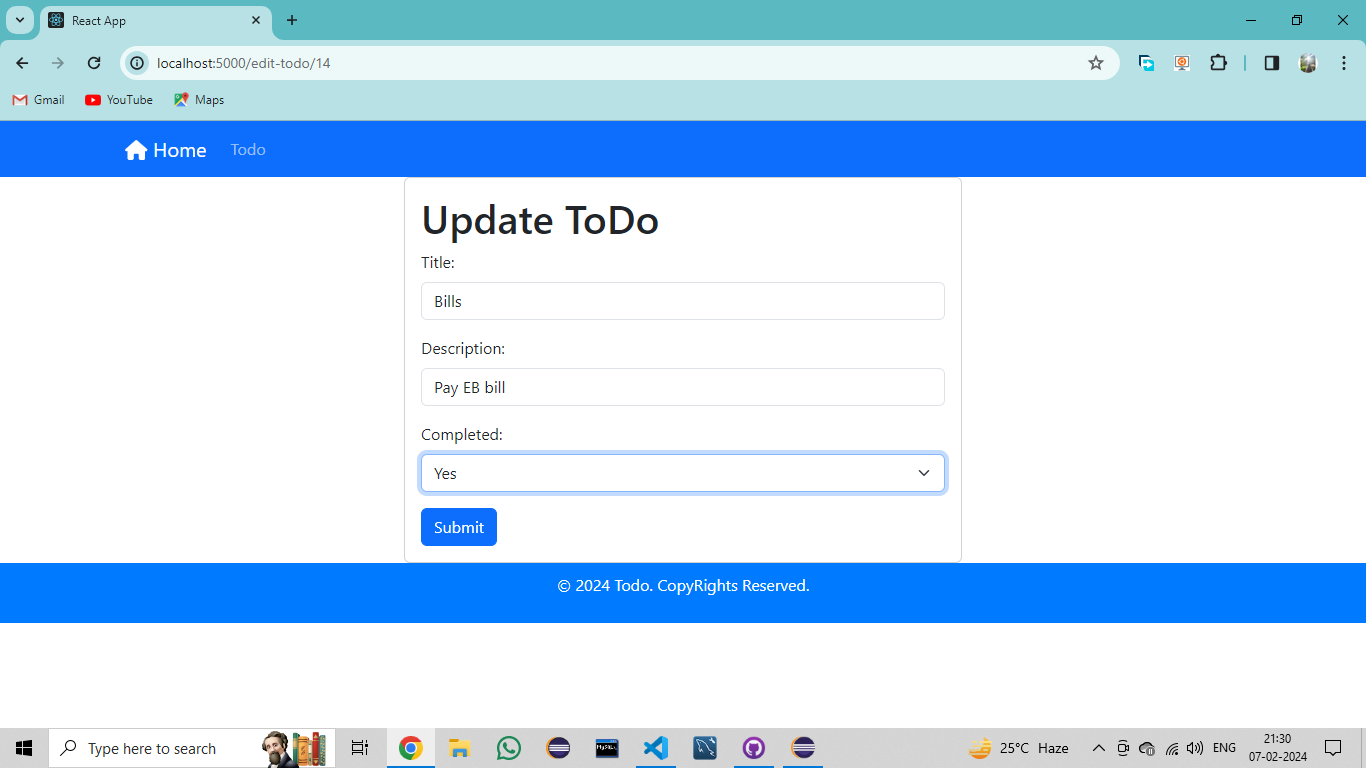 React App
localhost:5000/edit-todo/14
Gmail YouTube Maps
Home Todo
Update ToDo
Title:
Bills
Description:
Pay EB bill
Completed:
Yes
Submit
© 2024 Todo. CopyRights Reserved.
Type here to search
MySQL
25°C Haze
ENG
21:30
07-02-2024